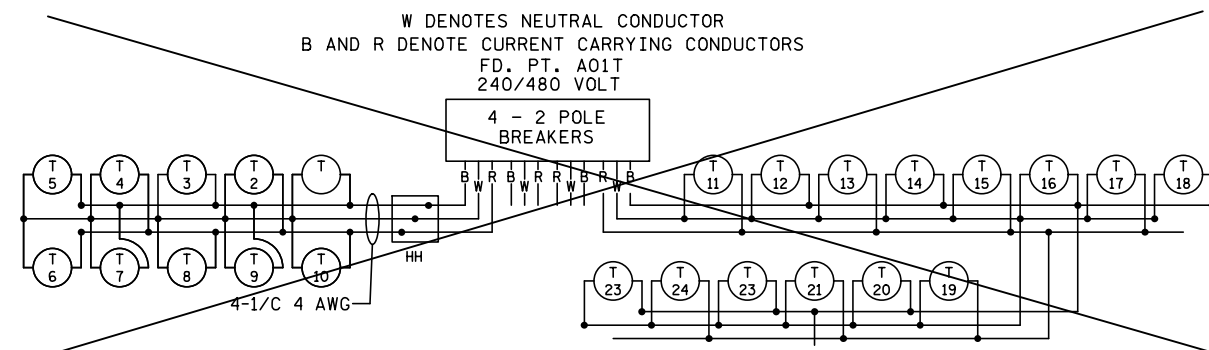 W DENOTES NEUTRAL CONDUCTOR
B AND R DENOTE CURRENT CARRYING CONDUCTORS
FD. PT. A01T
240/480 VOLT
4 - 2 POLE
BREAKERS
B W R B W R R W B R W B
T 5 T 4 T 3 T 2 T
T 11 T 12 T 13 T 14 T 15 T 16 T 17 T 18
T 6 T 7 T 8 T 9 T 10
HH
4-1/C 4 AWG
T 23 T 24 T 23 T 21 T 20 T 19